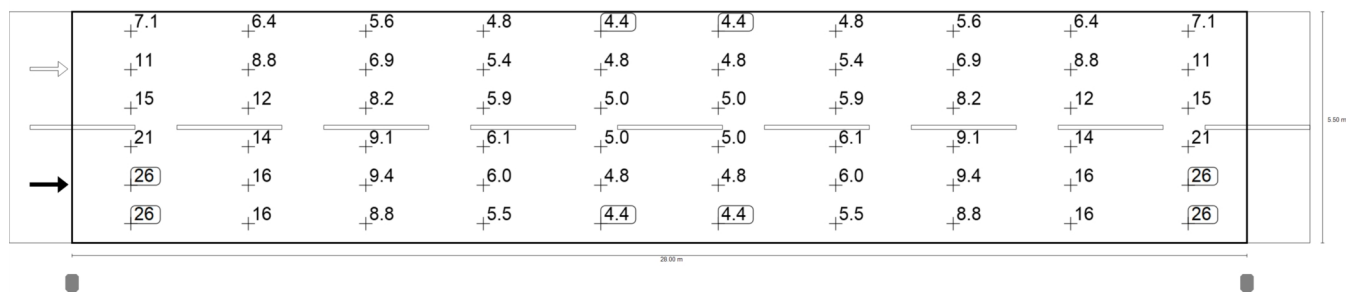 7.1 6.4 5.6 4.8 4.4 4.4 4.8 5.6 6.4 7.1
11 8.8 6.9 5.4 4.8 4.8 5.4 6.9 8.8 11
15 12 8.2 5.9 5.0 5.0 5.9 8.2 12 15
5.50 m
21 14 9.1 6.1 5.0 5.0 6.1 9.1 14 21
26 16 9.4 6.0 4.8 4.8 6.0 9.4 16 26
26 16 8.8 5.5 4.4 4.4 5.5 8.8 16 26
28.00 m